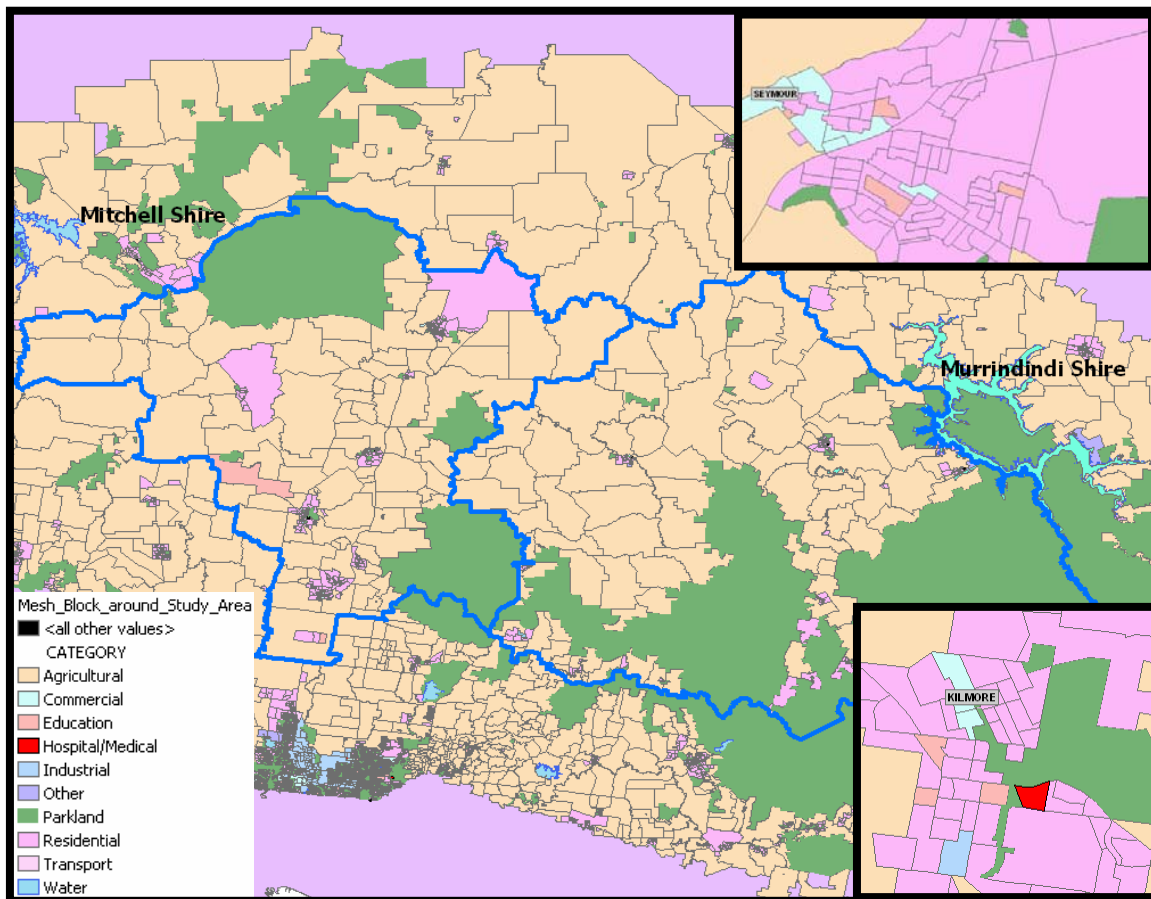 SEYMOUR
Mitchell Shire
Murrindindi Shire
Mesh_Block_around_Study_Area
<all other values>
CATEGORY
Agricultural
Commercial
Education
Hospital/Medical
Industrial
Other
Parkland
Residential
Transport
Water
KILMORE